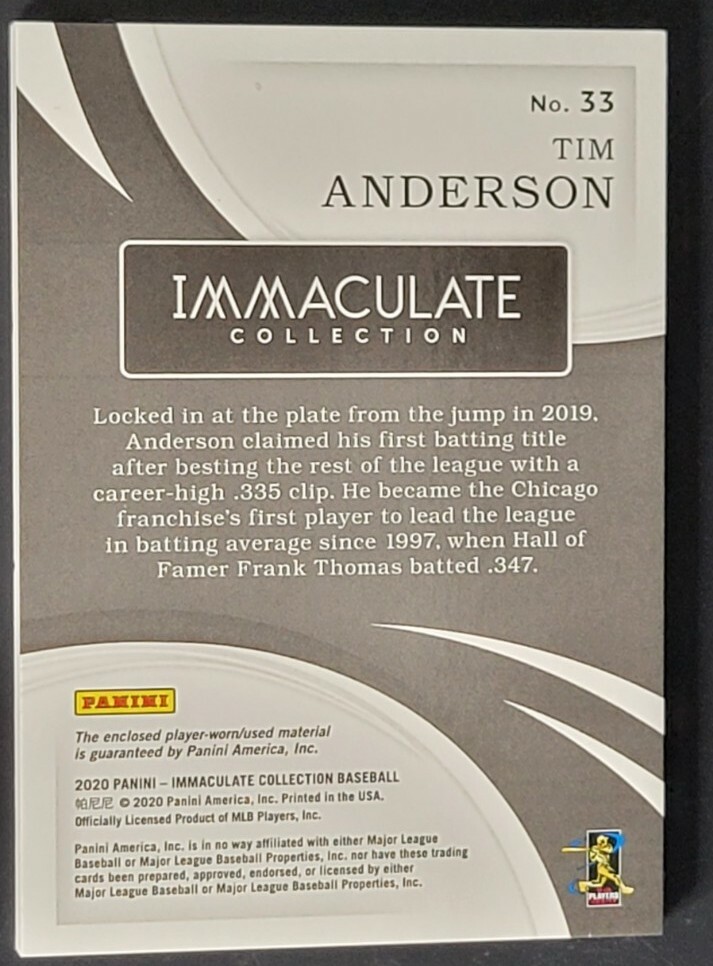 No. 33
TIM
ANDERSON
IMMACULATE
COLLECTION
Locked in at the plate from the jump in 2019,
Anderson claimed his first batting title
after besting the rest of the league with a
career-high .335 clip. He became the Chicago
franchise's first player to lead the league
in batting average since 1997, when Hall of
Famer Frank Thomas batted .347.
PANINI
The enclosed player-worn/used material
is guaranteed by Panini America, Inc.
2020 PANINI – IMMACULATE COLLECTION BASEBALL
帕尼尼 © 2020 Panini America, Inc. Printed in the USA.
Officially Licensed Product of MLB Players, Inc.
Panini America, Inc. is in no way affiliated with either Major League
Baseball or Major League Baseball Properties, Inc. nor have these trading
cards been prepared, approved, endorsed, or licensed by either
Major League Baseball or Major League Baseball Properties, Inc.
PLAYERS